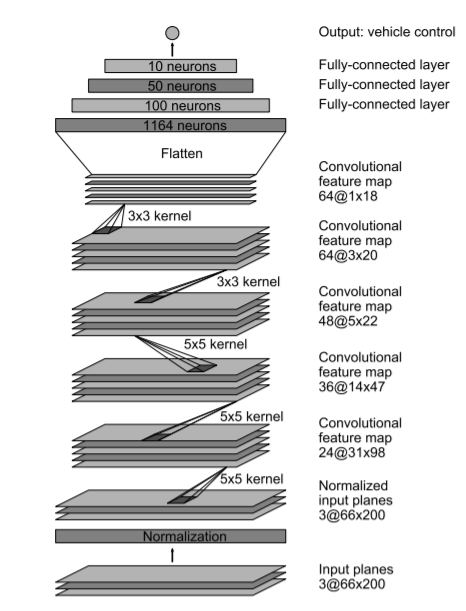 Output: vehicle control
10 neurons
Fully-connected layer
50 neurons
Fully-connected layer
100 neurons
Fully-connected layer
1164 neurons
Flatten
Convolutional
feature map
64@1x18
3x3 kernel
Convolutional
feature map
64@3x20
3x3 kernel
Convolutional
feature map
48@5x22
5x5 kernel
Convolutional
feature map
36@14x47
5x5 kernel
Convolutional
feature map
24@31x98
5x5 kernel
Normalized
input planes
3@66x200
Normalization
Input planes
3@66x200